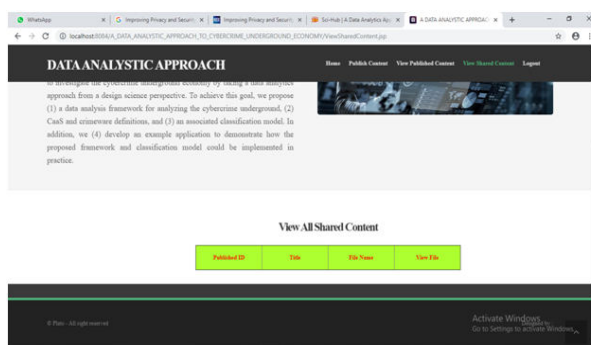 WhatsApp
Improving Privacy and Securit
Improving Privacy and Securit
Sci-Hub | A Data Analytics Ap
A DATA ANALYTIC APPROAC
localhost:8084/A_DATA_ANALYSTIC_APPROACH_TO_CYBERCRIME_UNDERGROUND_ECONOMY/ViewSharedContent.jsp
DATA ANALYSTIC APPROACH
Home Publish Content View Published Content View Shared Content Logout
to investigate the cybercrime underground economy by taking a data analytics
approach from a design science perspective. To achieve this goal, we propose
(1) a data analysis framework for analyzing the cybercrime underground, (2)
CaaS and crimeware definitions, and (3) an associated classification model. In
addition, we (4) develop an example application to demonstrate how the
proposed framework and classification model could be implemented in
practice.
View All Shared Content
Published ID Title File Name View File
© Plato - All right reserved
Activate Windows
Go to Settings to activate Windows.